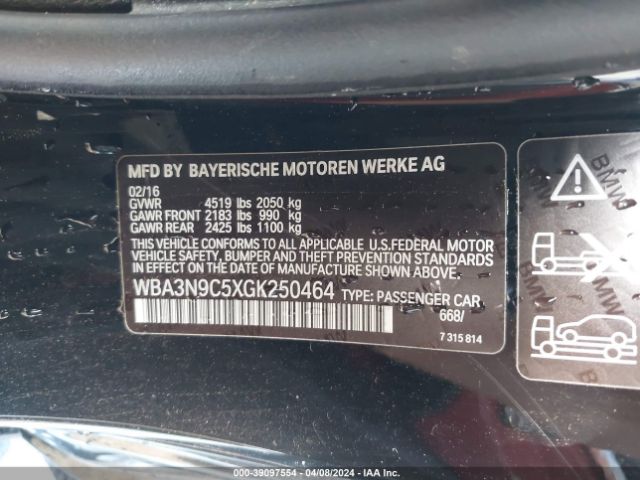 MFD BY BAYERISCHE MOTOREN WERKE AG
02/16
GVWR 4519 lbs 2050 kg
GAWR FRONT 2183 lbs 990 kg
GAWR REAR 2425 lbs 1100 kg
THIS VEHICLE CONFORMS TO ALL APPLICABLE U.S.FEDERAL MOTOR
VEHICLE SAFETY, BUMPER AND THEFT PREVENTION STANDARDS
IN EFFECT ON THE DATE OF MANUFACTURE SHOWN ABOVE.
WBA3N9C5XGK250464 TYPE: PASSENGER CAR
668/
7 315 814
BMW
BMW
BMW
000-39097554 | 04/08/2024 | IAA Inc.